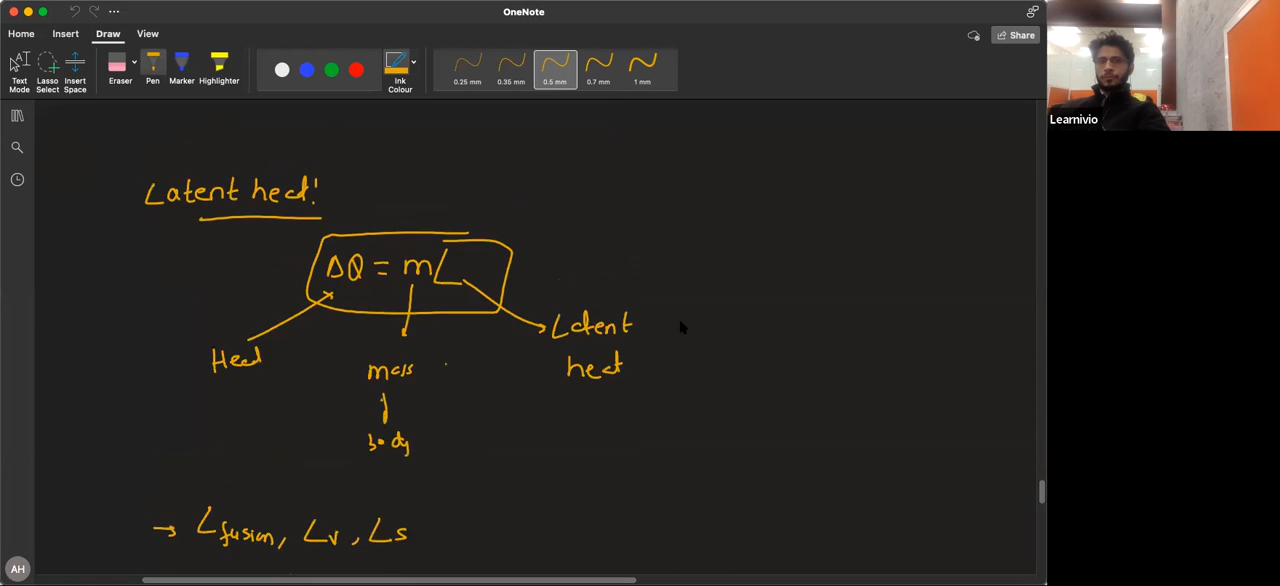 OneNote
Home Insert Draw View
Share
Text Mode
Lasso Select
Insert Space
Eraser
Pen
Marker
Highlighter
Ink Colour
0.25 mm
0.35 mm
0.5 mm
0.7 mm
1 mm
Learnivio
Latent heat!
ΔQ = mL
Heat
mass
body
Latent
heat
→ Lfusion, Lv, Ls
AH